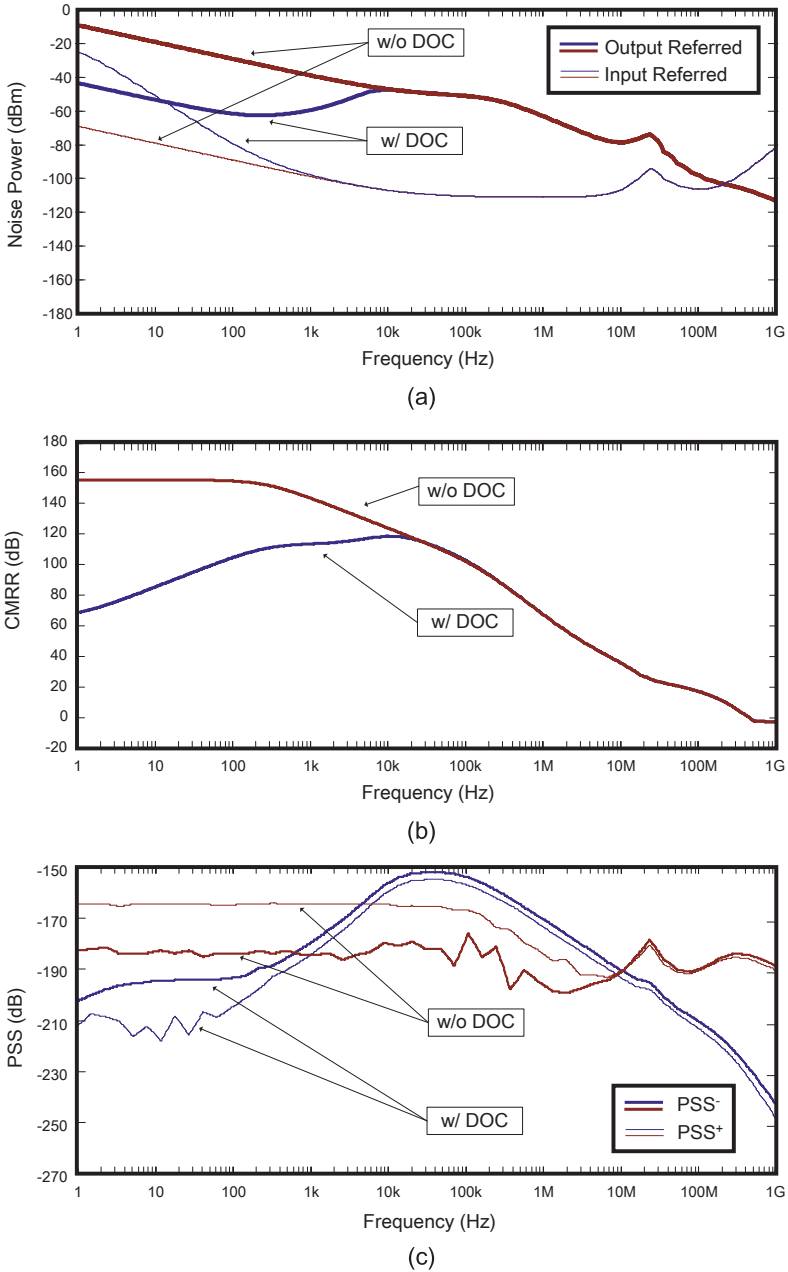 0
-20
-40
-60
-80
-100
-120
-140
-160
-180
Noise Power (dBm)
w/o DOC
w/ DOC
Output Referred
Input Referred
1
10
100
1k
10k
100k
1M
10M
100M
1G
Frequency (Hz)
(a)
180
160
140
120
100
80
60
40
20
0
-20
CMRR (dB)
w/o DOC
w/ DOC
1
10
100
1k
10k
100k
1M
10M
100M
1G
Frequency (Hz)
(b)
-150
-170
-190
-210
-230
-250
-270
PSS (dB)
w/o DOC
w/ DOC
PSS⁻
PSS⁺
1
10
100
1k
10k
100k
1M
10M
100M
1G
Frequency (Hz)
(c)